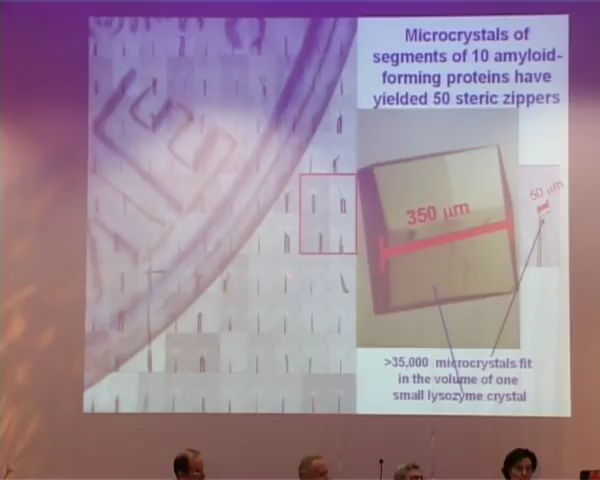 Microcrystals of
segments of 10 amyloid-
forming proteins have
yielded 50 steric zippers
350 μm
50 μm
>35,000 microcrystals fit
in the volume of one
small lysozyme crystal